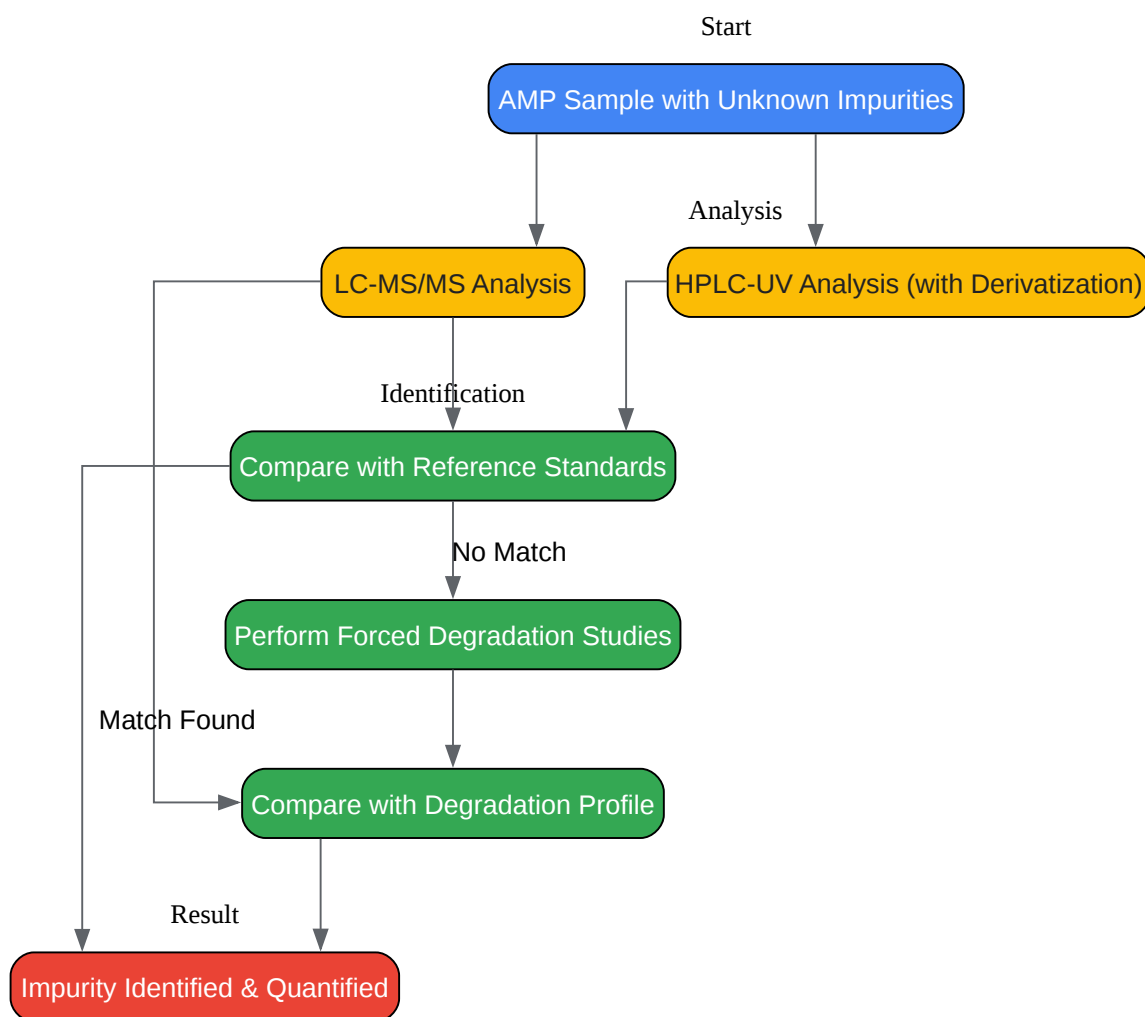 Start
AMP Sample with Unknown Impurities
Analysis
LC-MS/MS Analysis
HPLC-UV Analysis (with Derivatization)
Identification
Compare with Reference Standards
No Match
Perform Forced Degradation Studies
Match Found
Compare with Degradation Profile
Result
Impurity Identified & Quantified